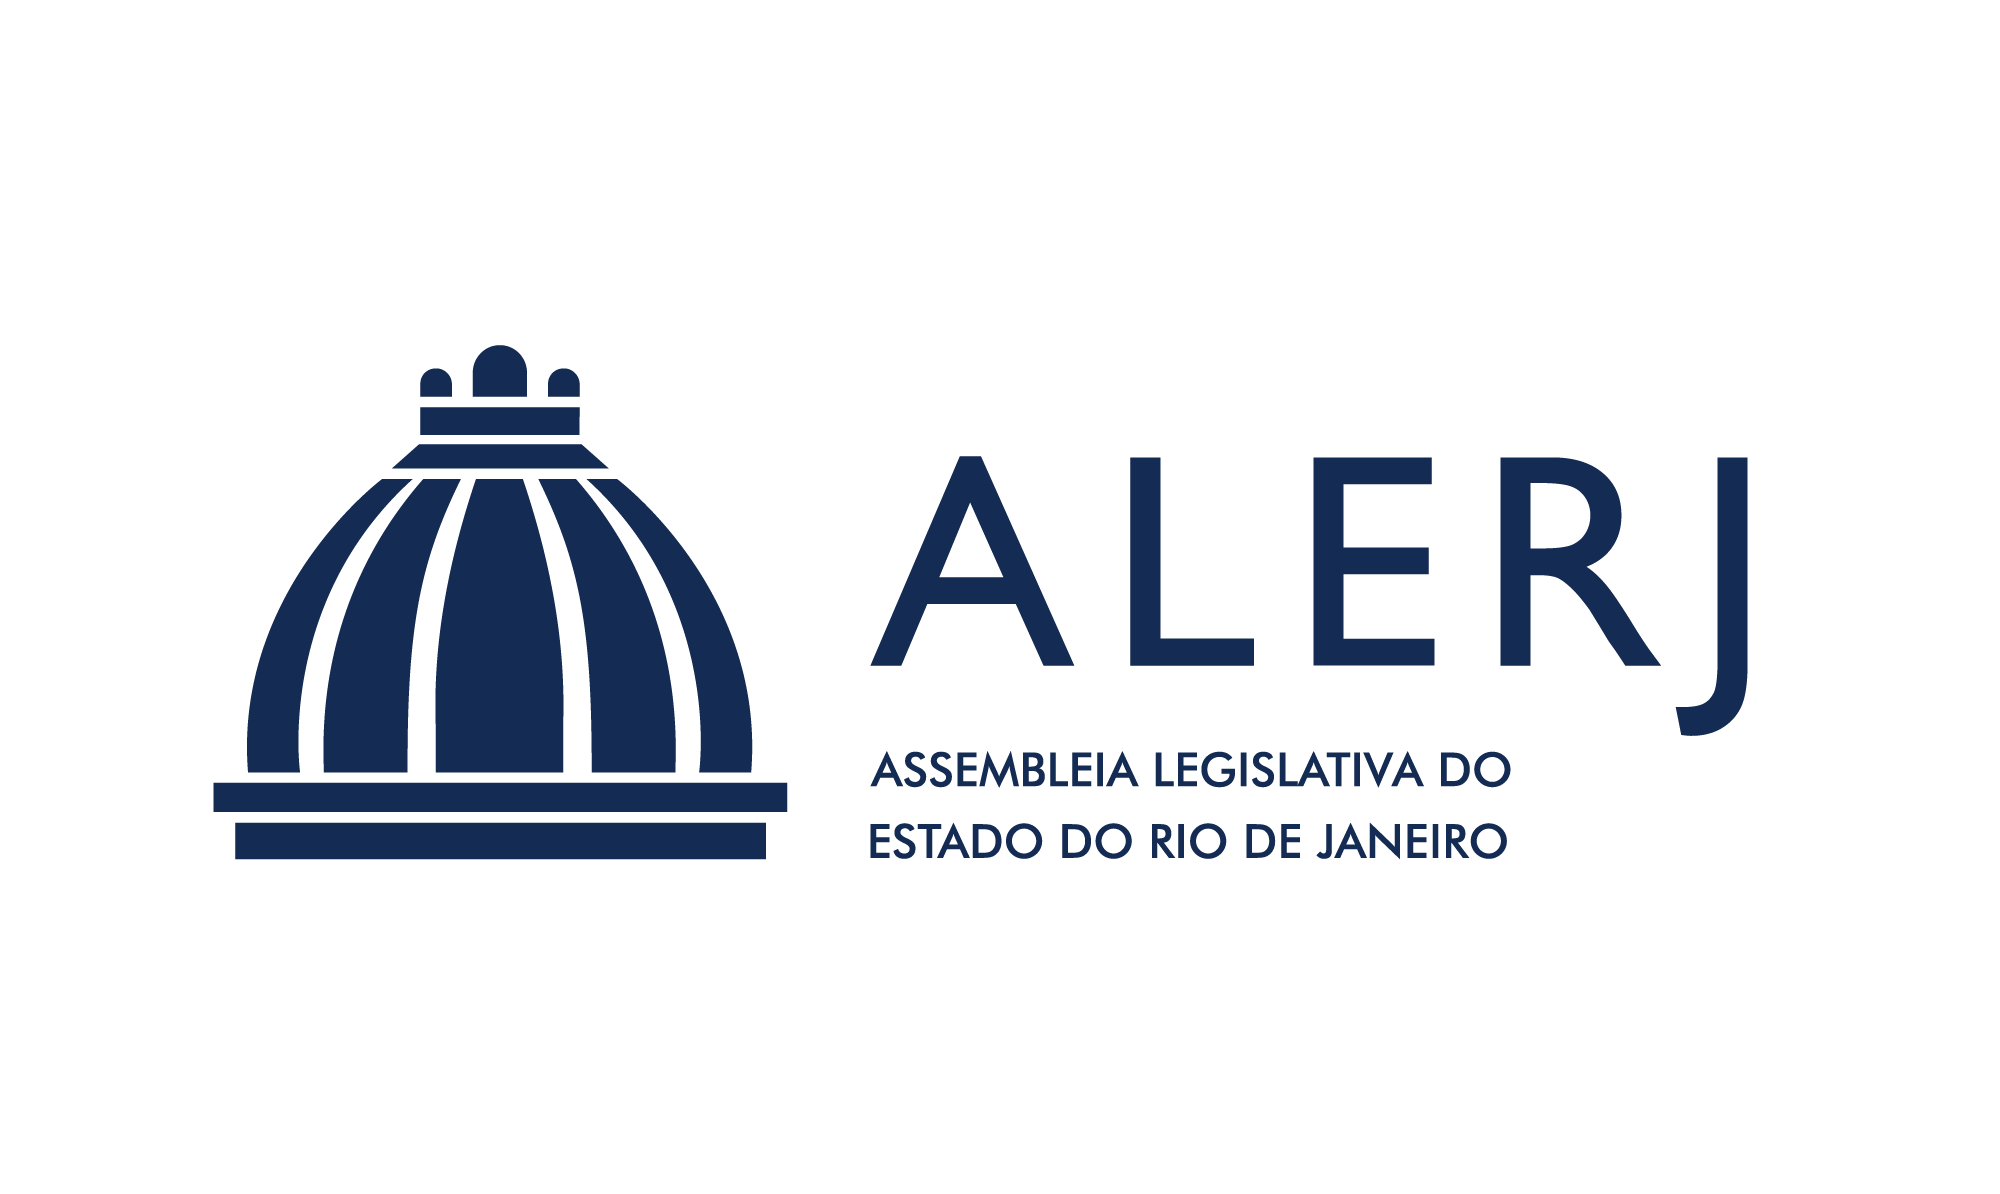 ALERJ
ASSEMBLEIA LEGISLATIVA DO
ESTADO DO RIO DE JANEIRO